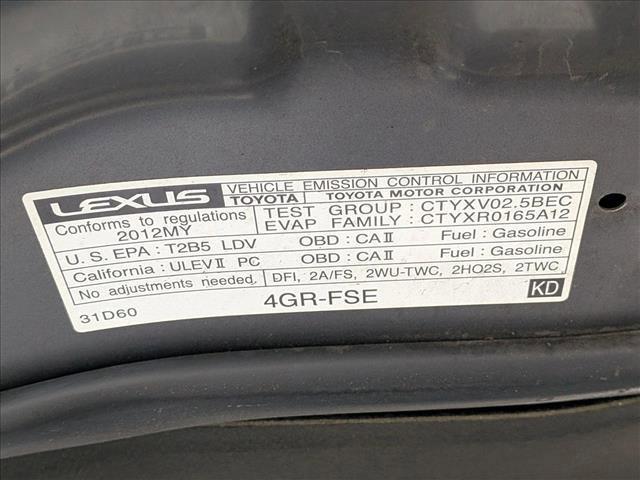 LEXUS VEHICLE EMISSION CONTROL INFORMATION
TOYOTA TOYOTA MOTOR CORPORATION
Conforms to regulations
2012MY
TEST GROUP : CTYXV02.5BEC
EVAP FAMILY : CTYXR0165A12
U.S. EPA : T2B5 LDV OBD : CAⅡ Fuel : Gasoline
California : ULEVⅡ PC OBD : CAⅡ Fuel : Gasoline
No adjustments needed. DFI, 2A/FS, 2WU-TWC, 2HO2S, 2TWC
31D60 4GR-FSE KD